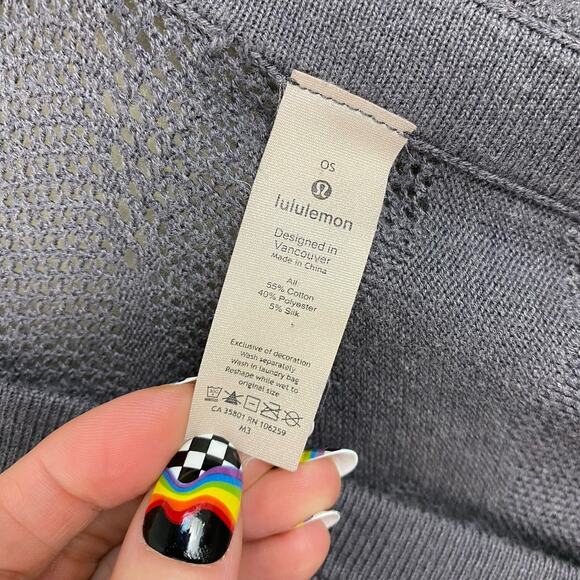 OS
lululemon
Designed in
Vancouver
Made in China
All
55% Cotton
40% Polyester
5% Silk
Exclusive of decoration
Wash separately
Wash in laundry bag
Reshape while wet to
original size
CA 35801 RN 106259
M3